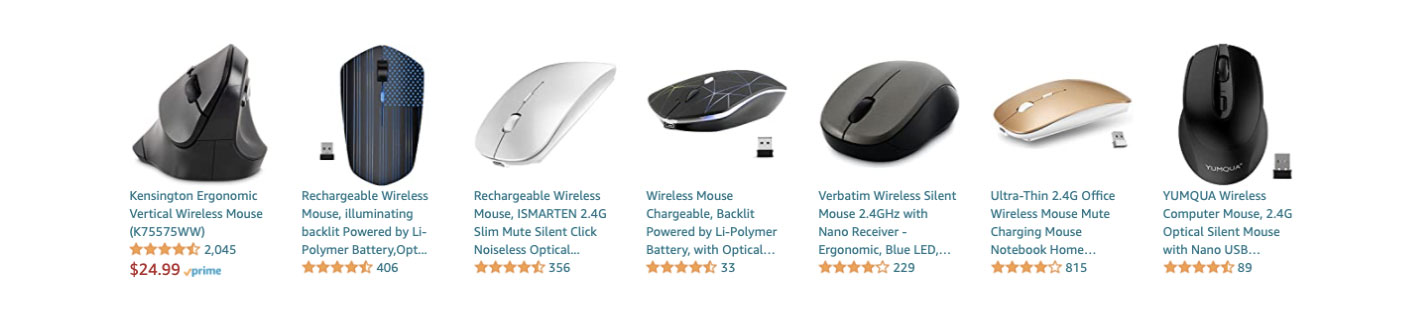 YUMQUA
Kensington Ergonomic
Vertical Wireless Mouse
(K75575WW)
2,045
$24.99 prime
Rechargeable Wireless
Mouse, illuminating
backlit Powered by Li-
Polymer Battery,Opt...
406
Rechargeable Wireless
Mouse, ISMARTEN 2.4G
Slim Mute Silent Click
Noiseless Optical...
356
Wireless Mouse
Chargeable, Backlit
Powered by Li-Polymer
Battery, with Optical...
33
Verbatim Wireless Silent
Mouse 2.4GHz with
Nano Receiver -
Ergonomic, Blue LED,...
229
Ultra-Thin 2.4G Office
Wireless Mouse Mute
Charging Mouse
Notebook Home...
815
YUMQUA Wireless
Computer Mouse, 2.4G
Optical Silent Mouse
with Nano USB...
89